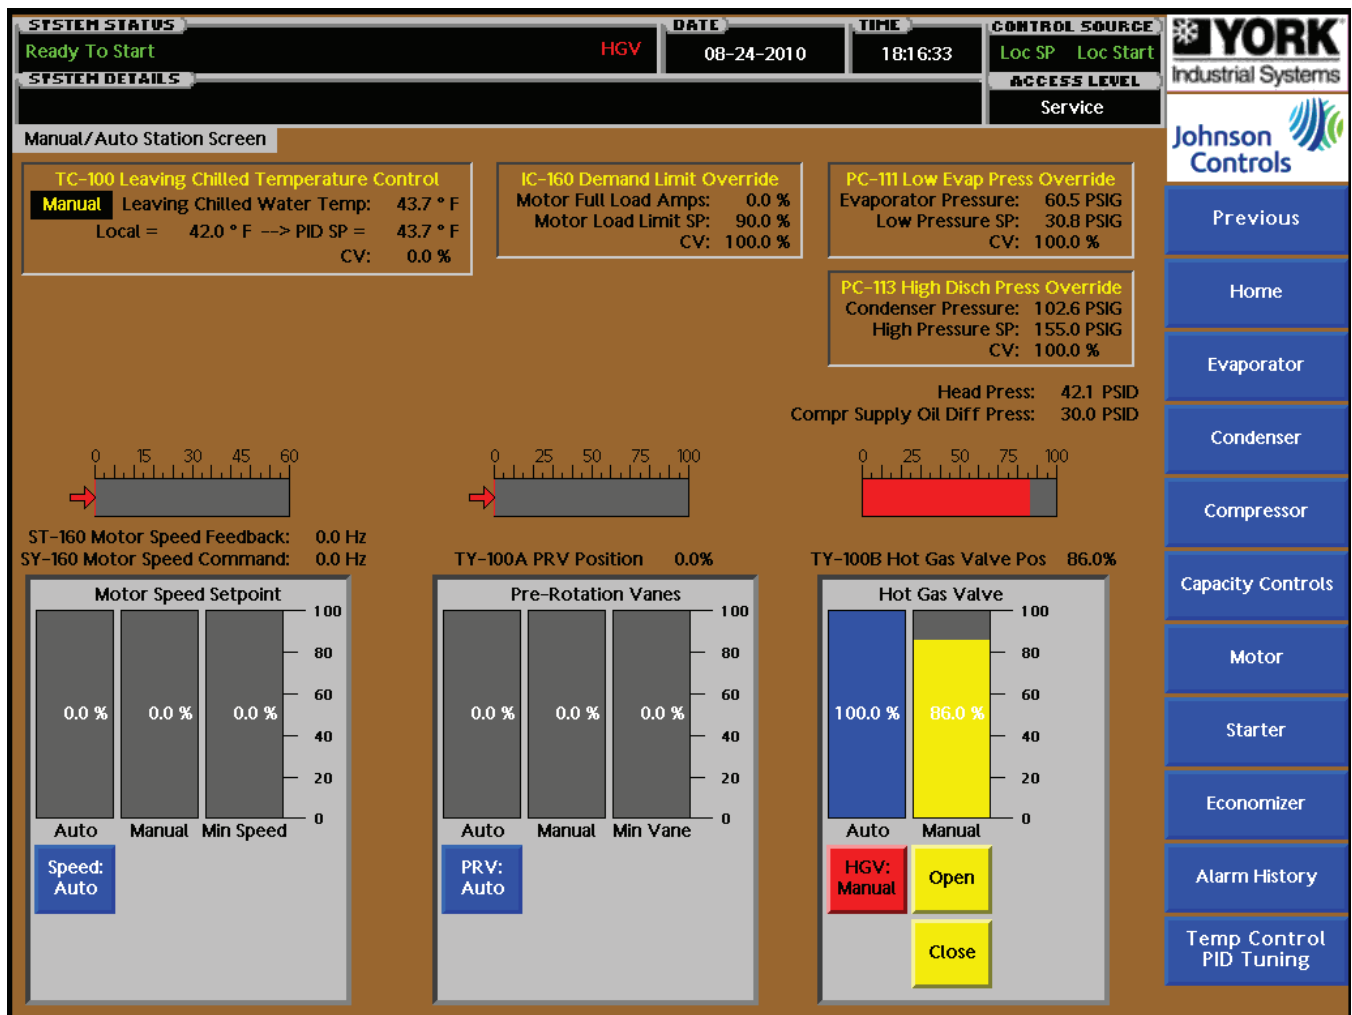 SYSTEM STATUS
Ready To Start
HGV
DATE
08-24-2010
TIME
18:16:33
CONTROL SOURCE
Loc SP Loc Start
SYSTEM DETAILS
ACCESS LEVEL
Service
YORK
Industrial Systems
Johnson
Controls
Manual/Auto Station Screen
TC-100 Leaving Chilled Temperature Control
Manual Leaving Chilled Water Temp: 43.7 ° F
Local = 42.0 ° F --> PID SP = 43.7 ° F
CV: 0.0 %
IC-160 Demand Limit Override
Motor Full Load Amps: 0.0 %
Motor Load Limit SP: 90.0 %
CV: 100.0 %
PC-111 Low Evap Press Override
Evaporator Pressure: 60.5 PSIG
Low Pressure SP: 30.8 PSIG
CV: 100.0 %
PC-113 High Disch Press Override
Condenser Pressure: 102.6 PSIG
High Pressure SP: 155.0 PSIG
CV: 100.0 %
Head Press: 42.1 PSID
Compr Supply Oil Diff Press: 30.0 PSID
0 15 30 45 60
ST-160 Motor Speed Feedback: 0.0 Hz
SY-160 Motor Speed Command: 0.0 Hz
0 25 50 75 100
TY-100A PRV Position 0.0%
0 25 50 75 100
TY-100B Hot Gas Valve Pos 86.0%
Motor Speed Setpoint
100
80
60
40
20
0
0.0 % 0.0 % 0.0 %
Auto Manual Min Speed
Speed:
Auto
Pre-Rotation Vanes
100
80
60
40
20
0
0.0 % 0.0 % 0.0 %
Auto Manual Min Vane
PRV:
Auto
Hot Gas Valve
100
80
60
40
20
0
100.0 % 86.0 %
Auto Manual
HGV:
Manual
Open
Close
Previous
Home
Evaporator
Condenser
Compressor
Capacity Controls
Motor
Starter
Economizer
Alarm History
Temp Control
PID Tuning